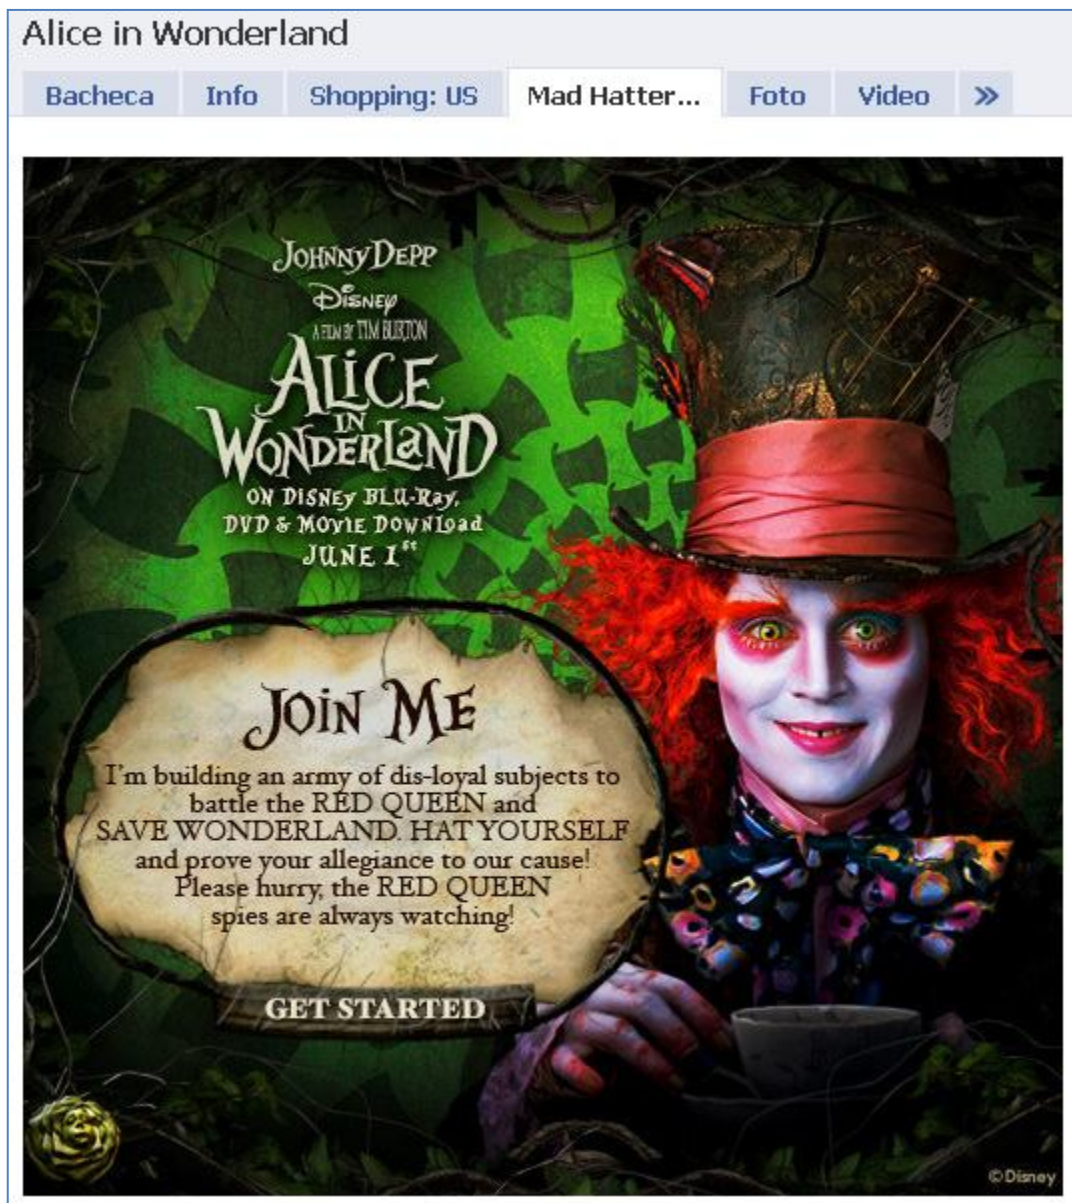 Alice in Wonderland
Bacheca Info Shopping: US Mad Hatter... Foto Video »
JOHNNY DEPP
Disney
A FILM BY TIM BURTON
ALiCE
IN
WONDERLaND
ON DISNEy BLU-Ray,
DVD & MOVIE DOWNLoad
JUNE 1st
JOiN ME
I'm building an army of dis-loyal subjects to
battle the RED QUEEN and
SAVE WONDERLAND. HAT YOURSELF
and prove your allegiance to our cause!
Please hurry, the RED QUEEN
spies are always watching!
GET STARTED
©Disney